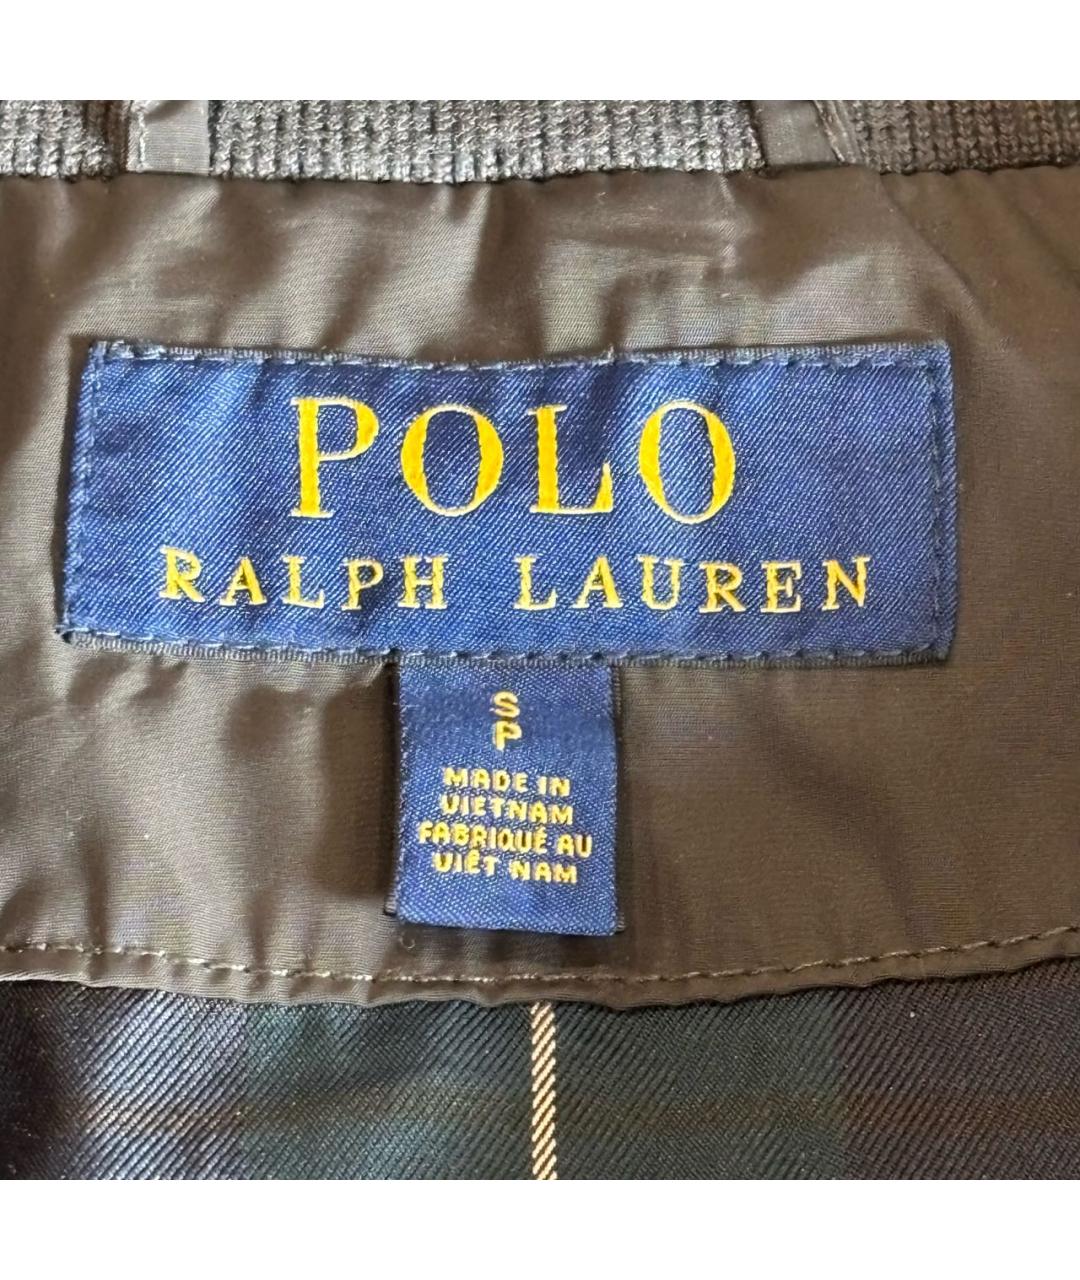 POLO
RALPH LAUREN
S
P
MADE IN
VIETNAM
FABRIQUÉ AU
VIÊT NAM